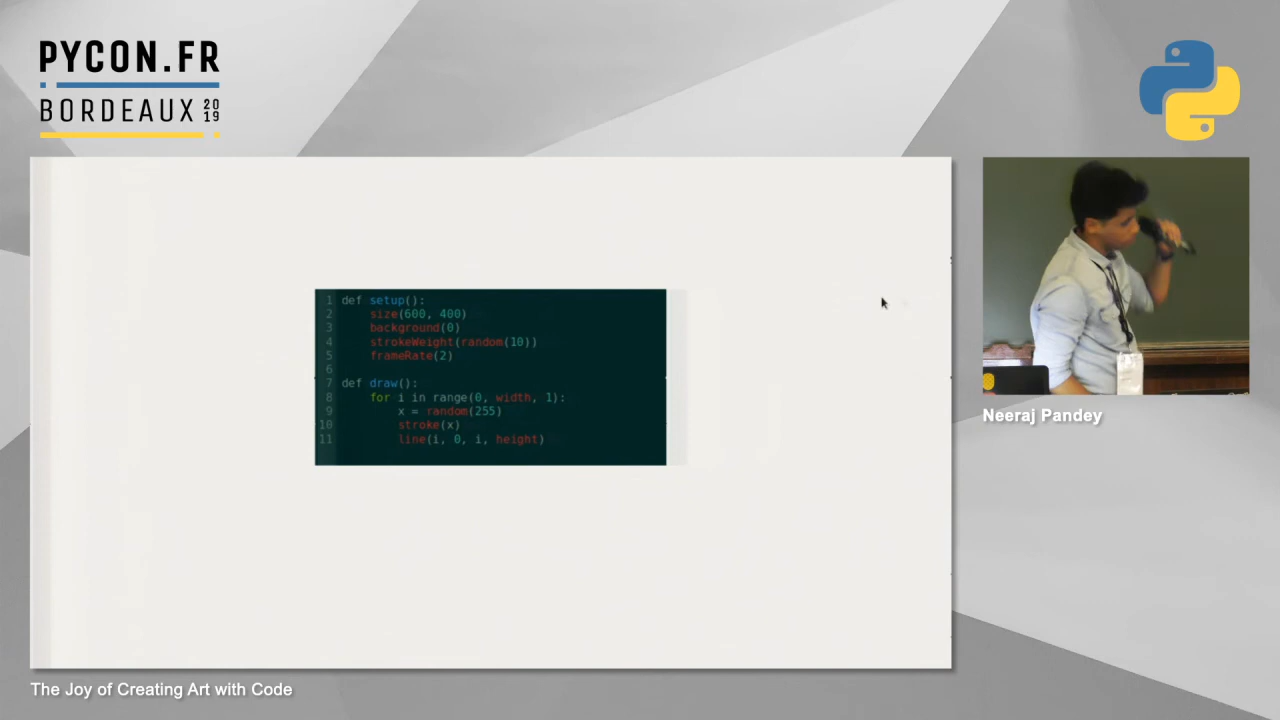 PYCON.FR
BORDEAUX 2019
1 def setup():
2     size(600, 400)
3     background(0)
4     strokeWeight(random(10))
5     frameRate(2)
6
7 def draw():
8     for i in range(0, width, 1):
9         x = random(255)
10         stroke(x)
11         line(i, 0, i, height)
Neeraj Pandey
The Joy of Creating Art with Code